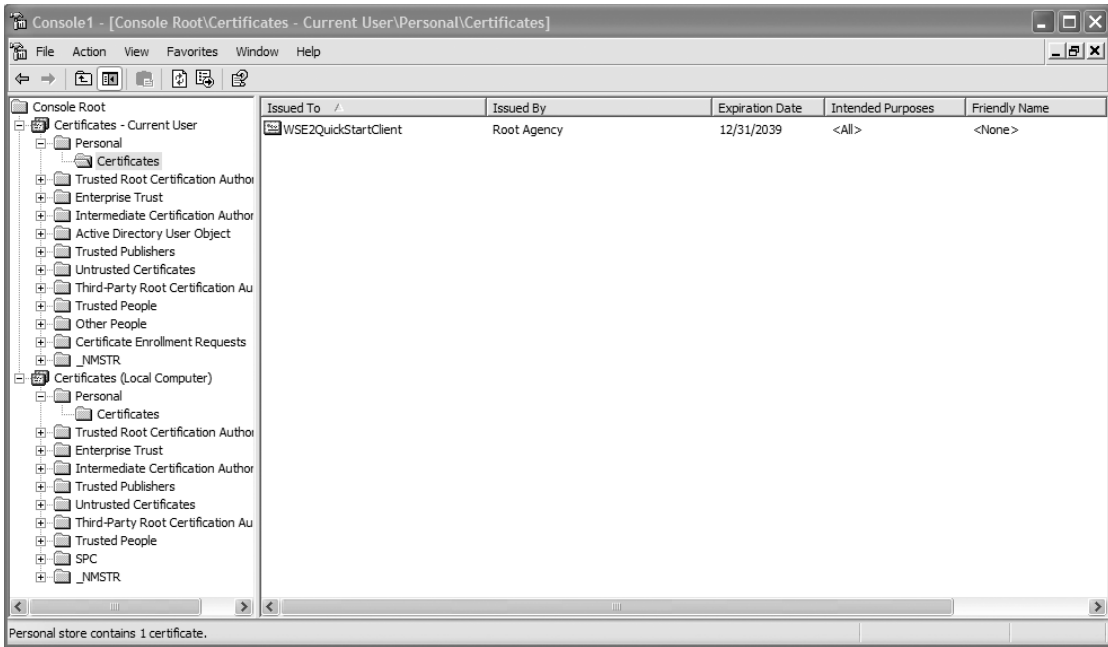 Console1 - [Console Root\Certificates - Current User\Personal\Certificates]
File Action View Favorites Window Help
Console Root
Certificates - Current User
Personal
Certificates
Trusted Root Certification Author
Enterprise Trust
Intermediate Certification Author
Active Directory User Object
Trusted Publishers
Untrusted Certificates
Third-Party Root Certification Au
Trusted People
Other People
Certificate Enrollment Requests
_NMSTR
Certificates (Local Computer)
Personal
Certificates
Trusted Root Certification Author
Enterprise Trust
Intermediate Certification Author
Trusted Publishers
Untrusted Certificates
Third-Party Root Certification Au
Trusted People
SPC
_NMSTR
Issued To Issued By Expiration Date Intended Purposes Friendly Name
WSE2QuickStartClient Root Agency 12/31/2039 <All> <None>
Personal store contains 1 certificate.